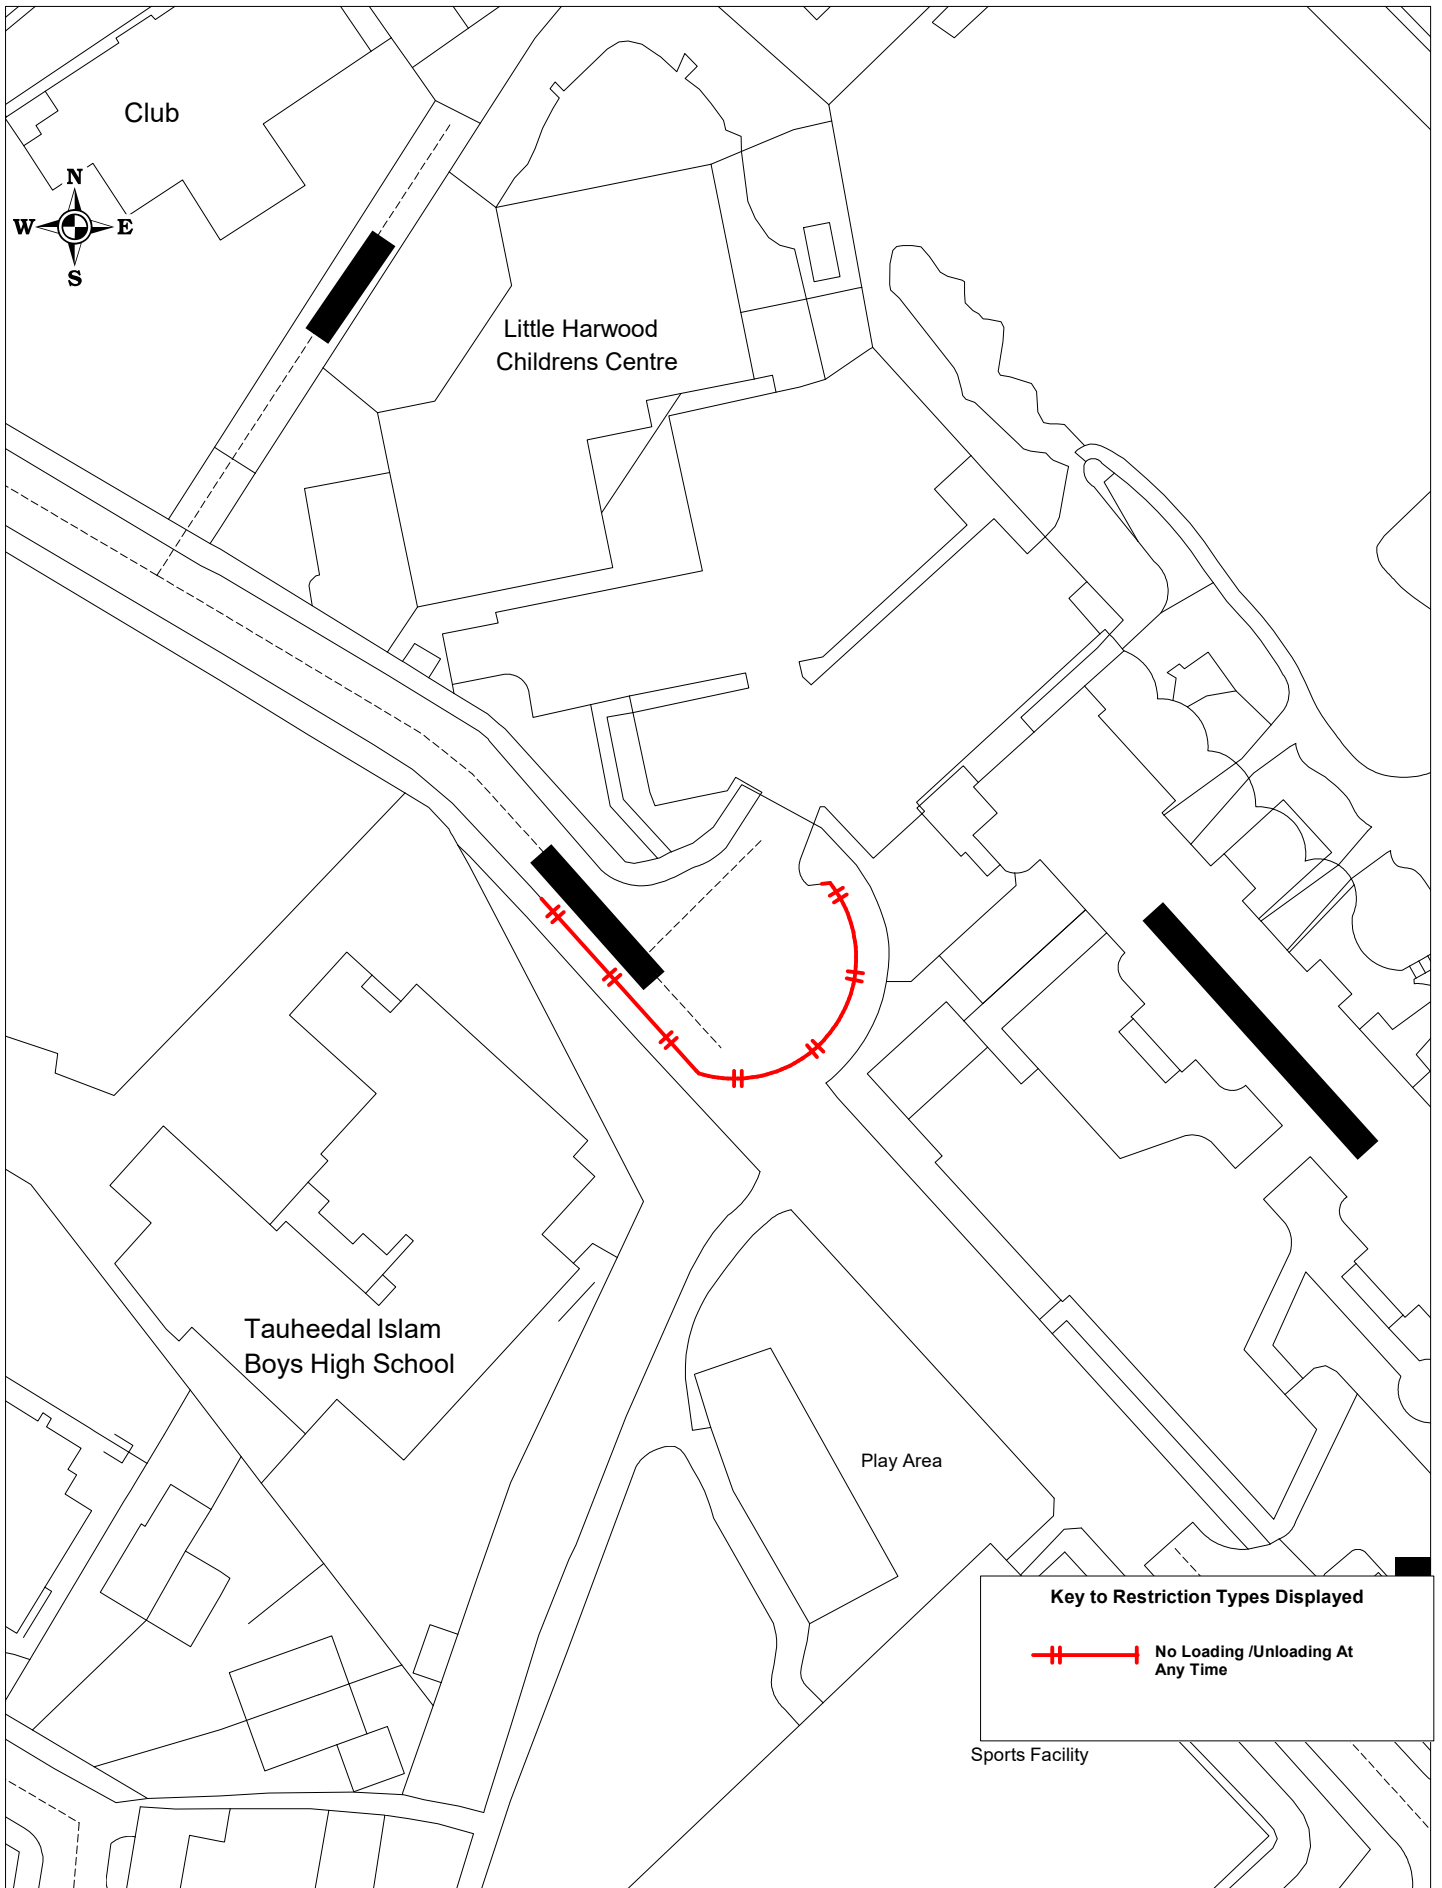 Club
N
W E
S
Little Harwood
Childrens Centre
Tauheedal Islam
Boys High School
Play Area
Key to Restriction Types Displayed
No Loading /Unloading At
Any Time
Sports Facility